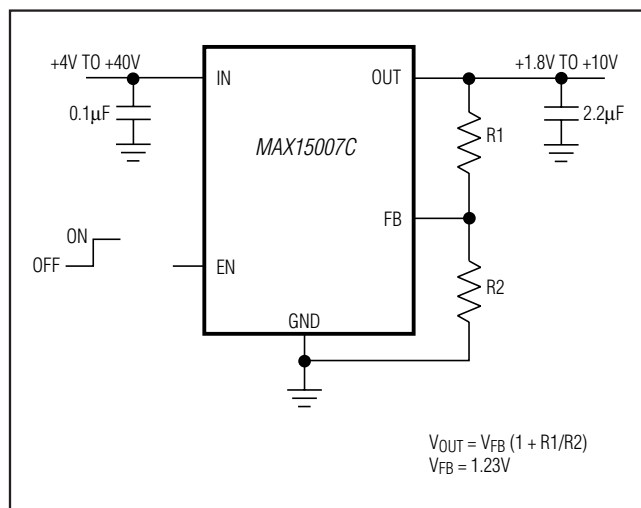 +4V TO +40V
IN
OUT
+1.8V TO +10V
0.1µF
MAX15007C
R1
2.2µF
FB
ON
OFF
EN
R2
GND
VOUT = VFB (1 + R1/R2)
VFB = 1.23V